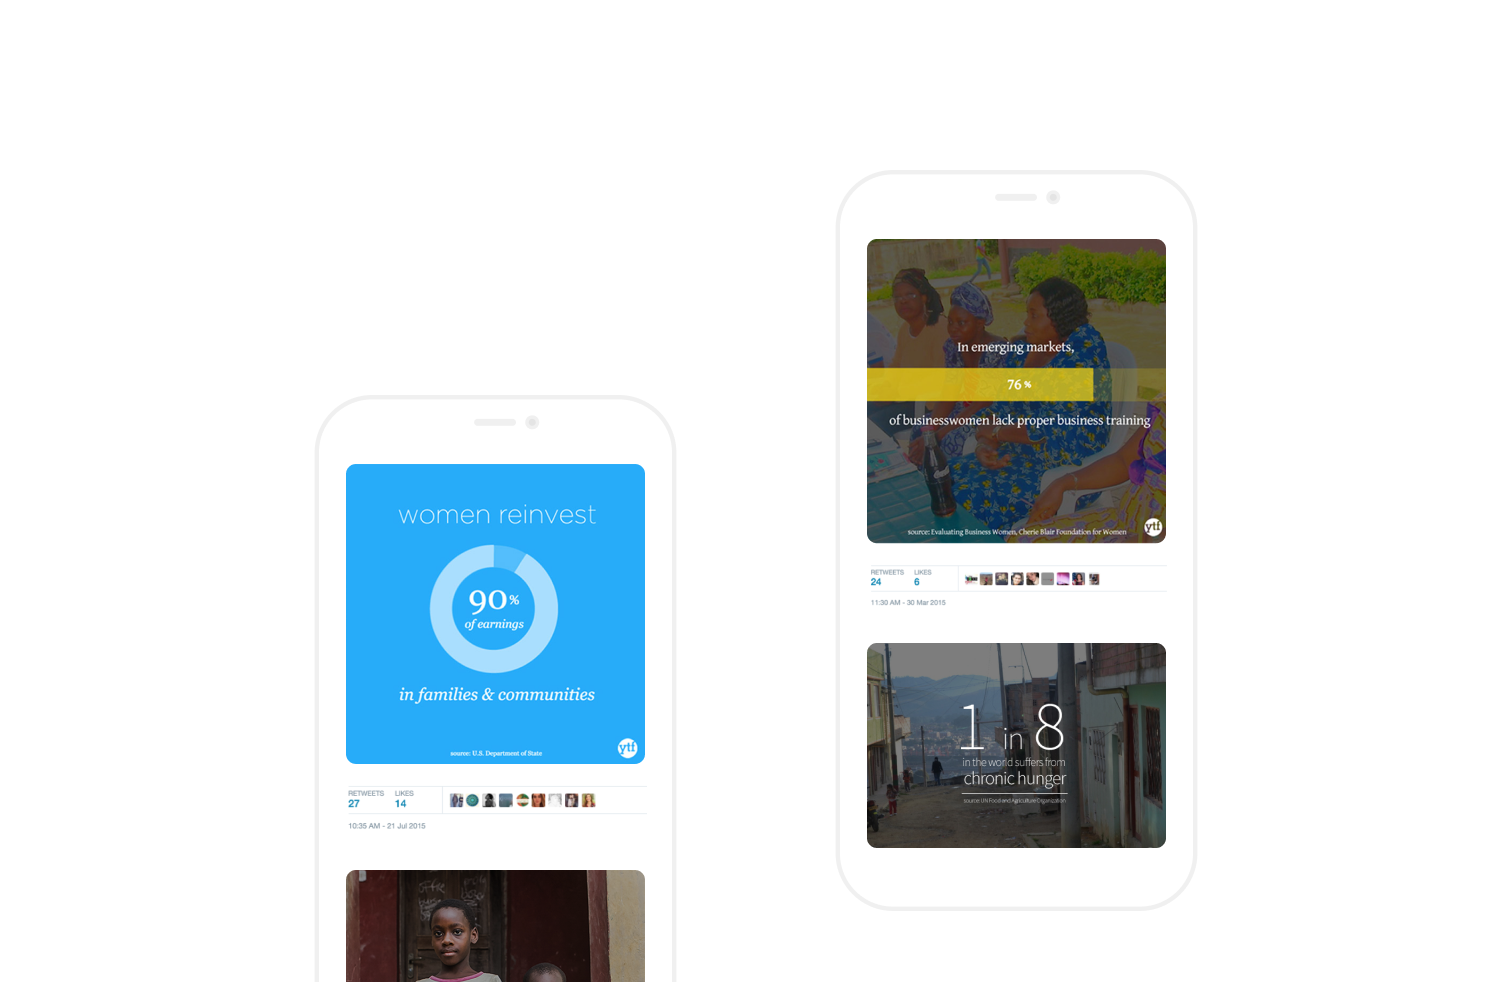 women reinvest
90%
of earnings
in families & communities
source: U.S. Department of State
ytf
RETWEETS LIKES
27 14
10:35 AM - 21 Jul 2015
In emerging markets,
76 %
of businesswomen lack proper business training
source: Evaluating Business Women, Cherie Blair Foundation for Women
ytf
RETWEETS LIKES
24 6
11:30 AM - 30 Mar 2015
1 in 8
in the world suffers from
chronic hunger
source: UN Food and Agriculture Organization